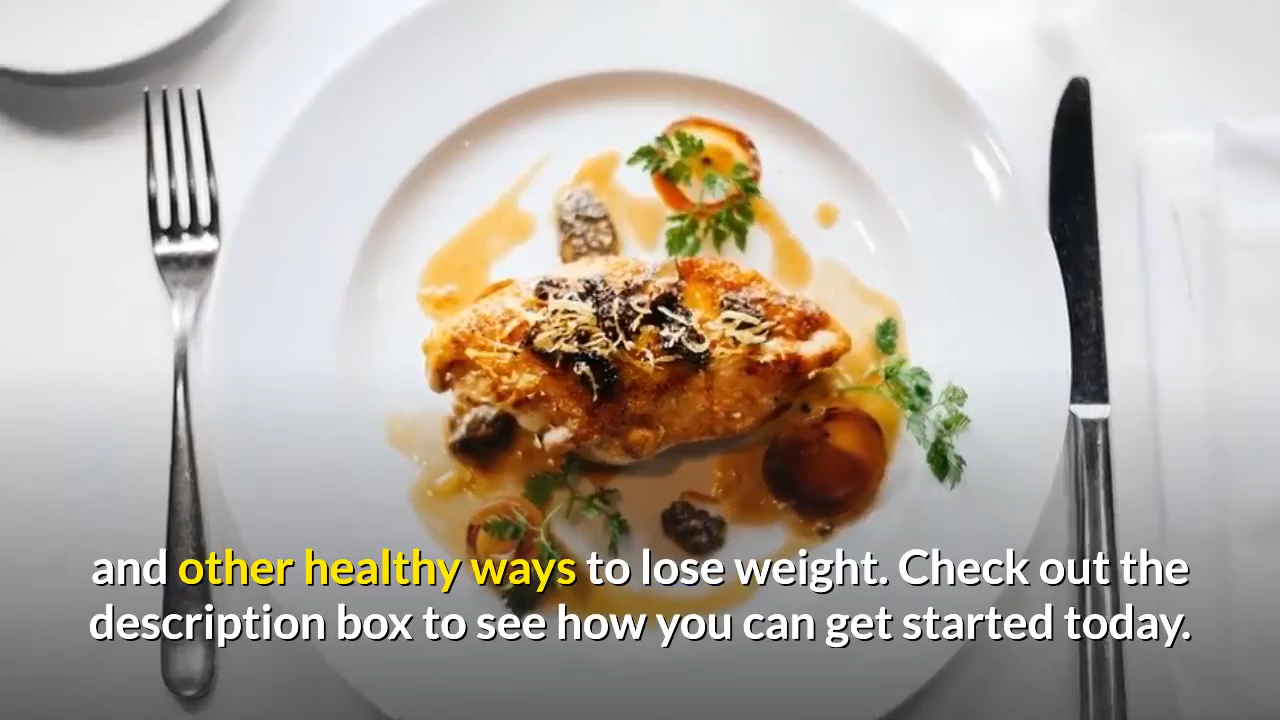 and other healthy ways to lose weight. Check out the
description box to see how you can get started today.